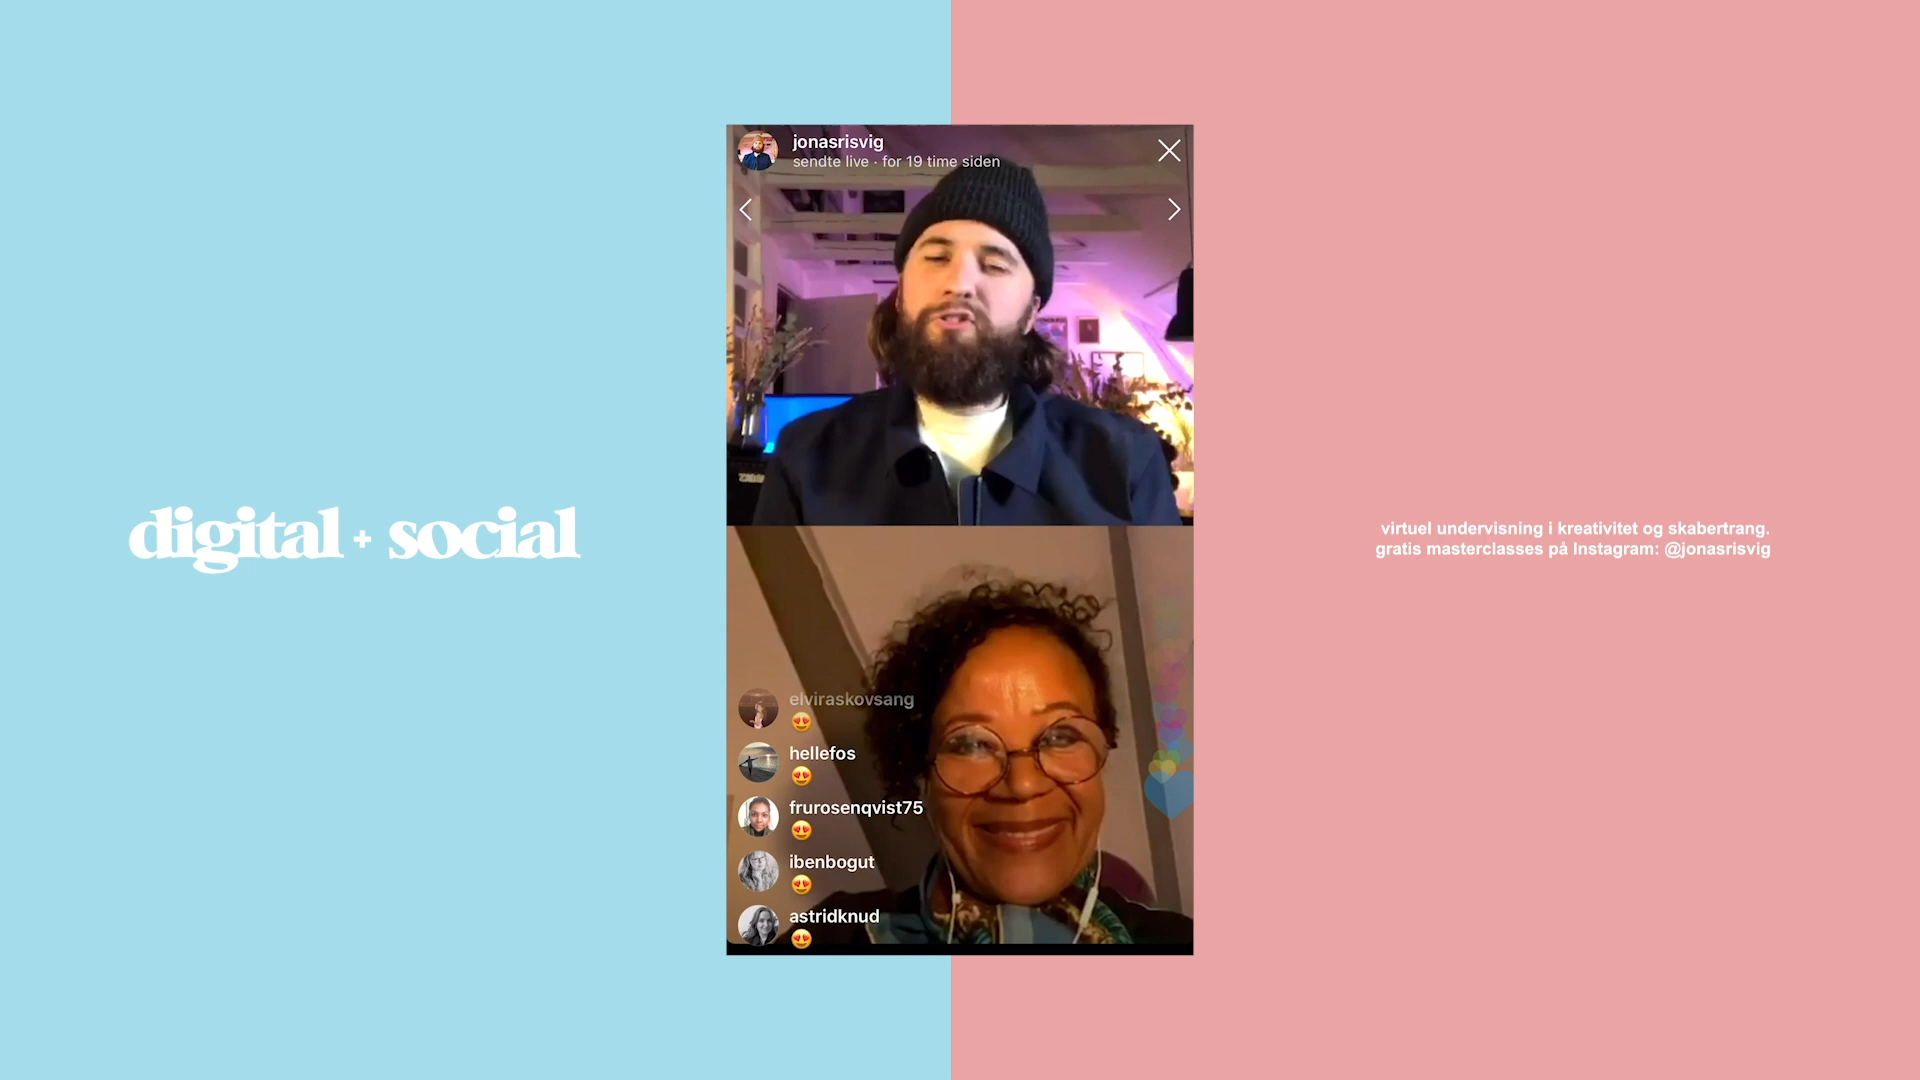 digital + social
jonasrisvig
sendte live · for 19 time siden
elviraskovsang
😍
hellefos
😍
frurosenqvist75
😍
ibenbogut
😍
astridknud
😍
virtuel undervisning i kreativitet og skabertrang.
gratis masterclasses på Instagram: @jonasrisvig